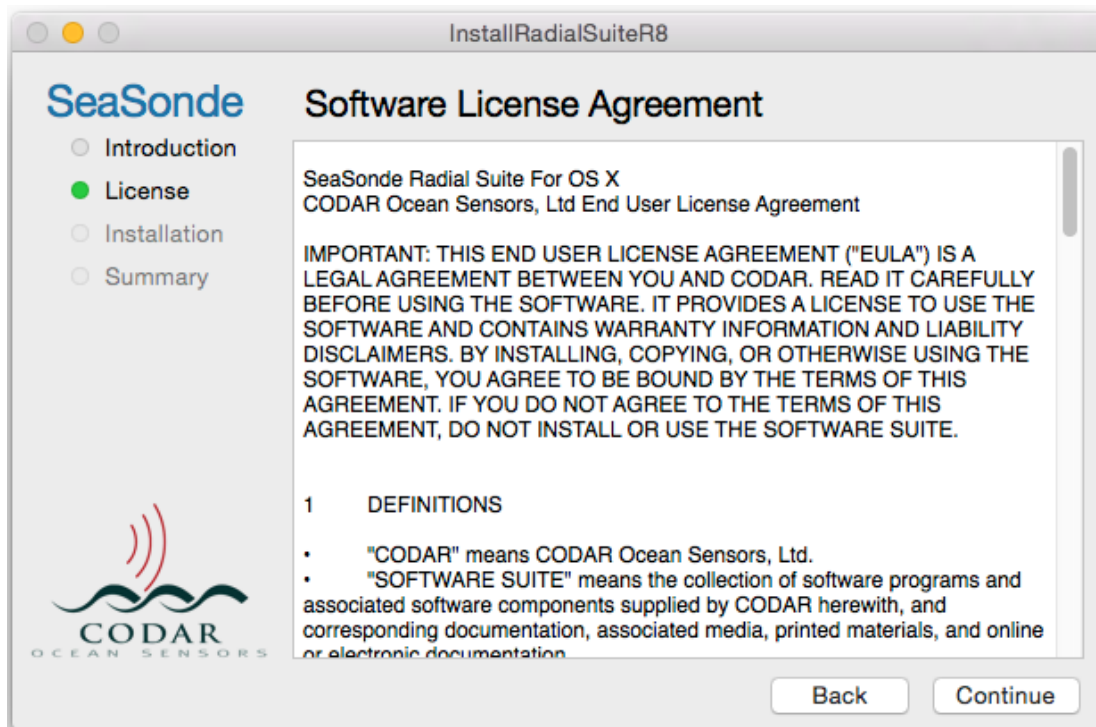 InstallRadialSuiteR8
SeaSonde
Introduction
License
Installation
Summary
CODAR
OCEAN SENSORS
Software License Agreement
SeaSonde Radial Suite For OS X
CODAR Ocean Sensors, Ltd End User License Agreement
IMPORTANT: THIS END USER LICENSE AGREEMENT ("EULA") IS A
LEGAL AGREEMENT BETWEEN YOU AND CODAR. READ IT CAREFULLY
BEFORE USING THE SOFTWARE. IT PROVIDES A LICENSE TO USE THE
SOFTWARE AND CONTAINS WARRANTY INFORMATION AND LIABILITY
DISCLAIMERS. BY INSTALLING, COPYING, OR OTHERWISE USING THE
SOFTWARE, YOU AGREE TO BE BOUND BY THE TERMS OF THIS
AGREEMENT. IF YOU DO NOT AGREE TO THE TERMS OF THIS
AGREEMENT, DO NOT INSTALL OR USE THE SOFTWARE SUITE.
1 DEFINITIONS
• "CODAR" means CODAR Ocean Sensors, Ltd.
• "SOFTWARE SUITE" means the collection of software programs and
associated software components supplied by CODAR herewith, and
corresponding documentation, associated media, printed materials, and online
or electronic documentation
Back
Continue